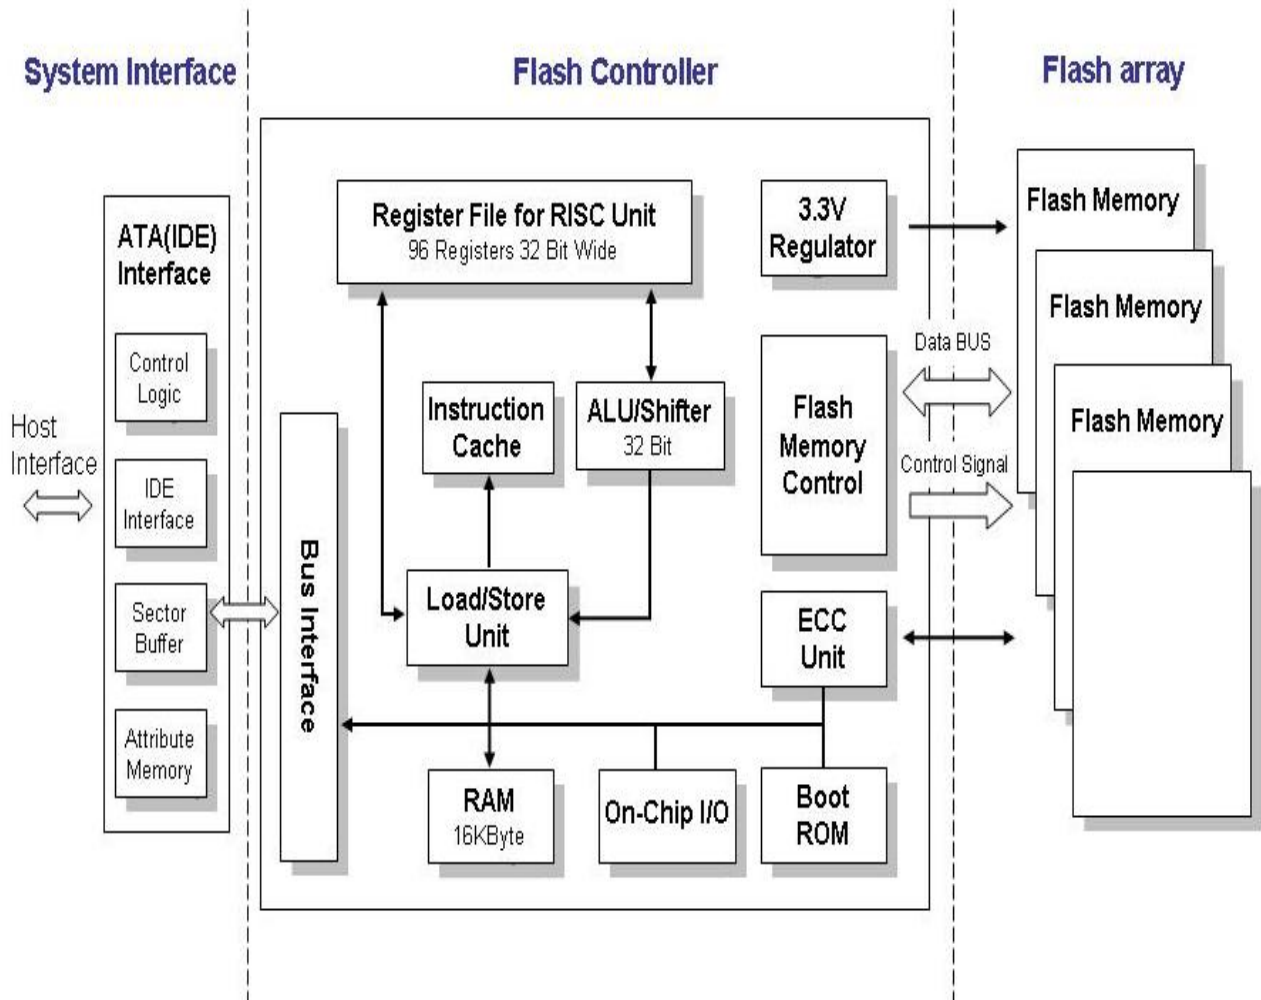 System Interface
Flash Controller
Flash array
ATA(IDE)
Interface
Control
Logic
IDE
Interface
Sector
Buffer
Attribute
Memory
Host
Interface
Bus Interface
Register File for RISC Unit
96 Registers 32 Bit Wide
Instruction
Cache
ALU/Shifter
32 Bit
Load/Store
Unit
RAM
16KByte
On-Chip I/O
Boot
ROM
3.3V
Regulator
Flash
Memory
Control
ECC
Unit
Data BUS
Control Signal
Flash Memory
Flash Memory
Flash Memory